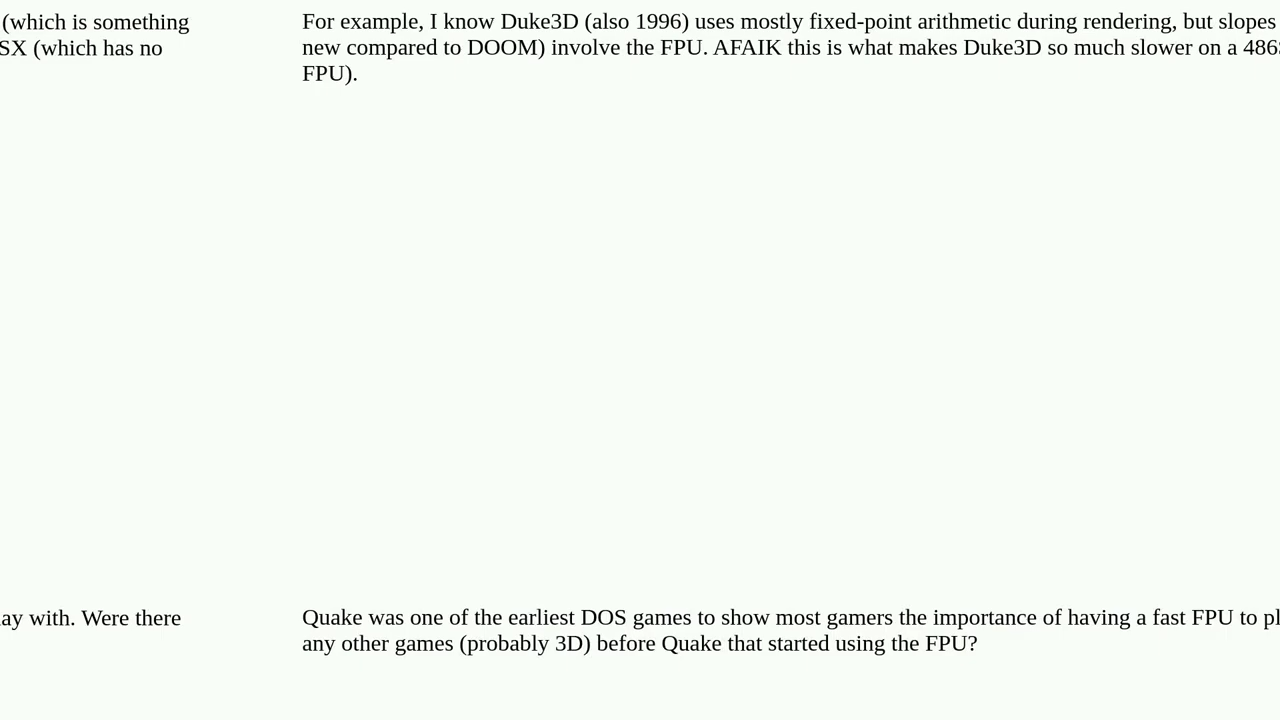 For example, I know Duke3D (also 1996) uses mostly fixed-point arithmetic during rendering, but slopes (which is something
new compared to DOOM) involve the FPU. AFAIK this is what makes Duke3D so much slower on a 486SX (which has no
FPU).
Quake was one of the earliest DOS games to show most gamers the importance of having a fast FPU to play with. Were there
any other games (probably 3D) before Quake that started using the FPU?